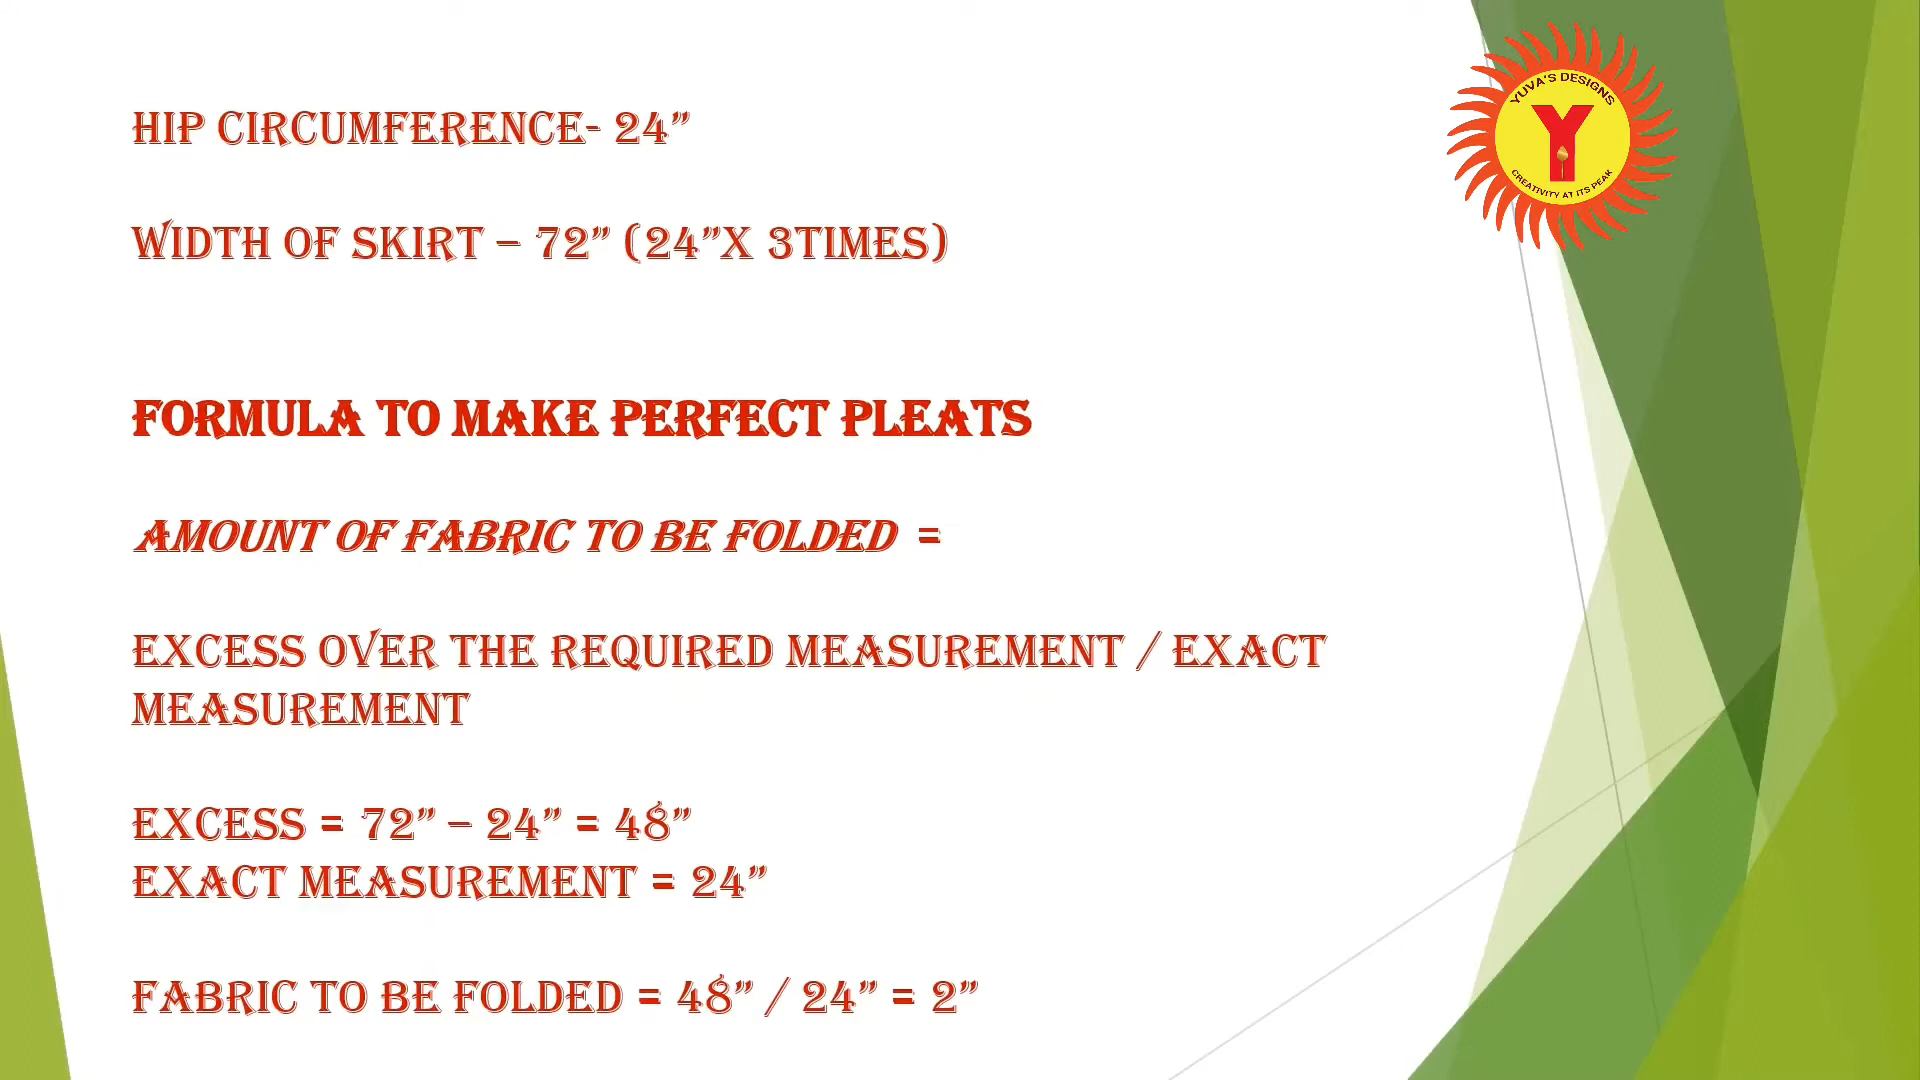 HIP CIRCUMFERENCE- 24”
WIDTH OF SKIRT – 72” (24”X 3TIMES)
FORMULA TO MAKE PERFECT PLEATS
AMOUNT OF FABRIC TO BE FOLDED =
EXCESS OVER THE REQUIRED MEASUREMENT / EXACT
MEASUREMENT
EXCESS = 72” – 24” = 48”
EXACT MEASUREMENT = 24”
FABRIC TO BE FOLDED = 48” / 24” = 2”
YUVA'S DESIGNS
Y
CREATIVITY AT ITS PEAK